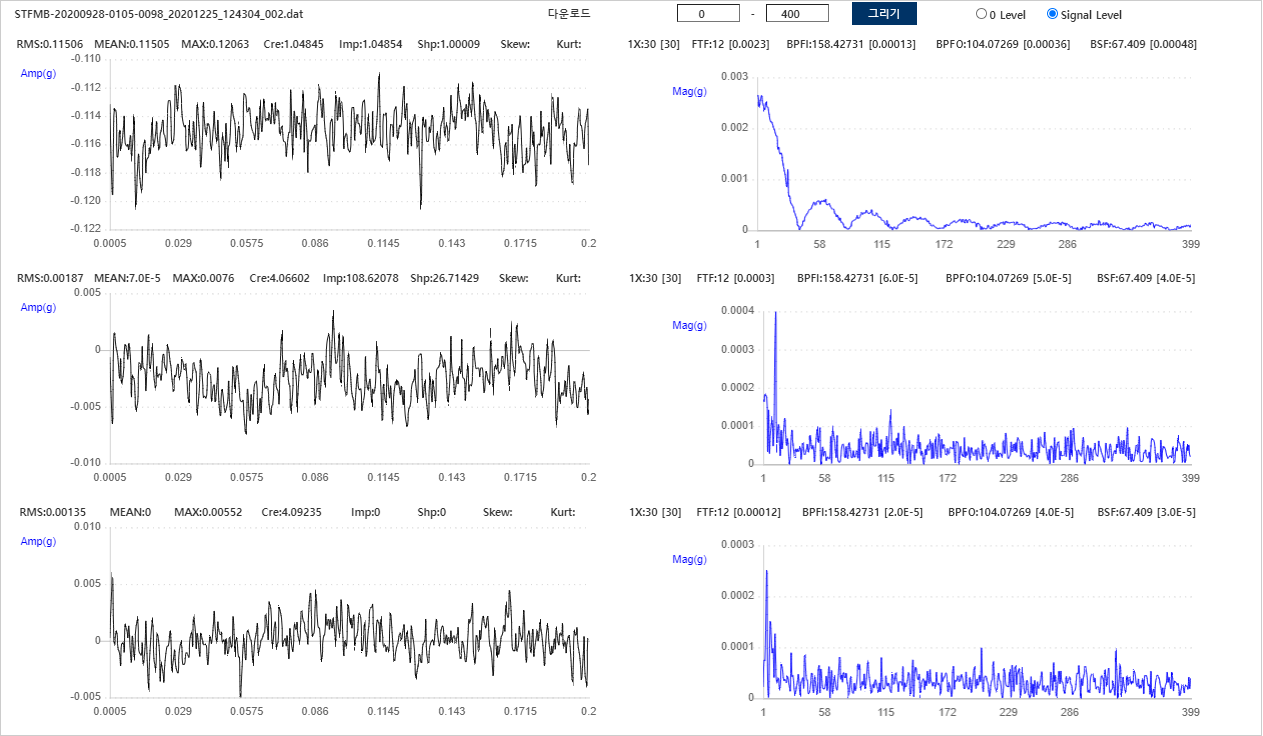 STFMB-20200928-0105-0098_20201225_124304_002.dat 다운로드 0 - 400 그리기 0 Level Signal Level
RMS:0.11506 MEAN:0.11505 MAX:0.12063 Cre:1.04845 Imp:1.04854 Shp:1.00009 Skew: Kurt:
Amp(g)
-0.110
-0.112
-0.114
-0.116
-0.118
-0.120
-0.122
0.0005 0.029 0.0575 0.086 0.1145 0.143 0.1715 0.2
1X:30 [30] FTF:12 [0.0023] BPFI:158.42731 [0.00013] BPFO:104.07269 [0.00036] BSF:67.409 [0.00048]
Mag(g)
0.003
0.002
0.001
0
1 58 115 172 229 286 399
RMS:0.00187 MEAN:7.0E-5 MAX:0.0076 Cre:4.06602 Imp:108.62078 Shp:26.71429 Skew: Kurt:
Amp(g)
0.005
0
-0.005
-0.010
0.0005 0.029 0.0575 0.086 0.1145 0.143 0.1715 0.2
1X:30 [30] FTF:12 [0.0003] BPFI:158.42731 [6.0E-5] BPFO:104.07269 [5.0E-5] BSF:67.409 [4.0E-5]
Mag(g)
0.0004
0.0003
0.0002
0.0001
0
1 58 115 172 229 286 399
RMS:0.00135 MEAN:0 MAX:0.00552 Cre:4.09235 Imp:0 Shp:0 Skew: Kurt:
Amp(g)
0.010
0.005
0
-0.005
0.0005 0.029 0.0575 0.086 0.1145 0.143 0.1715 0.2
1X:30 [30] FTF:12 [0.00012] BPFI:158.42731 [2.0E-5] BPFO:104.07269 [4.0E-5] BSF:67.409 [3.0E-5]
Mag(g)
0.0003
0.0002
0.0001
0
1 58 115 172 229 286 399